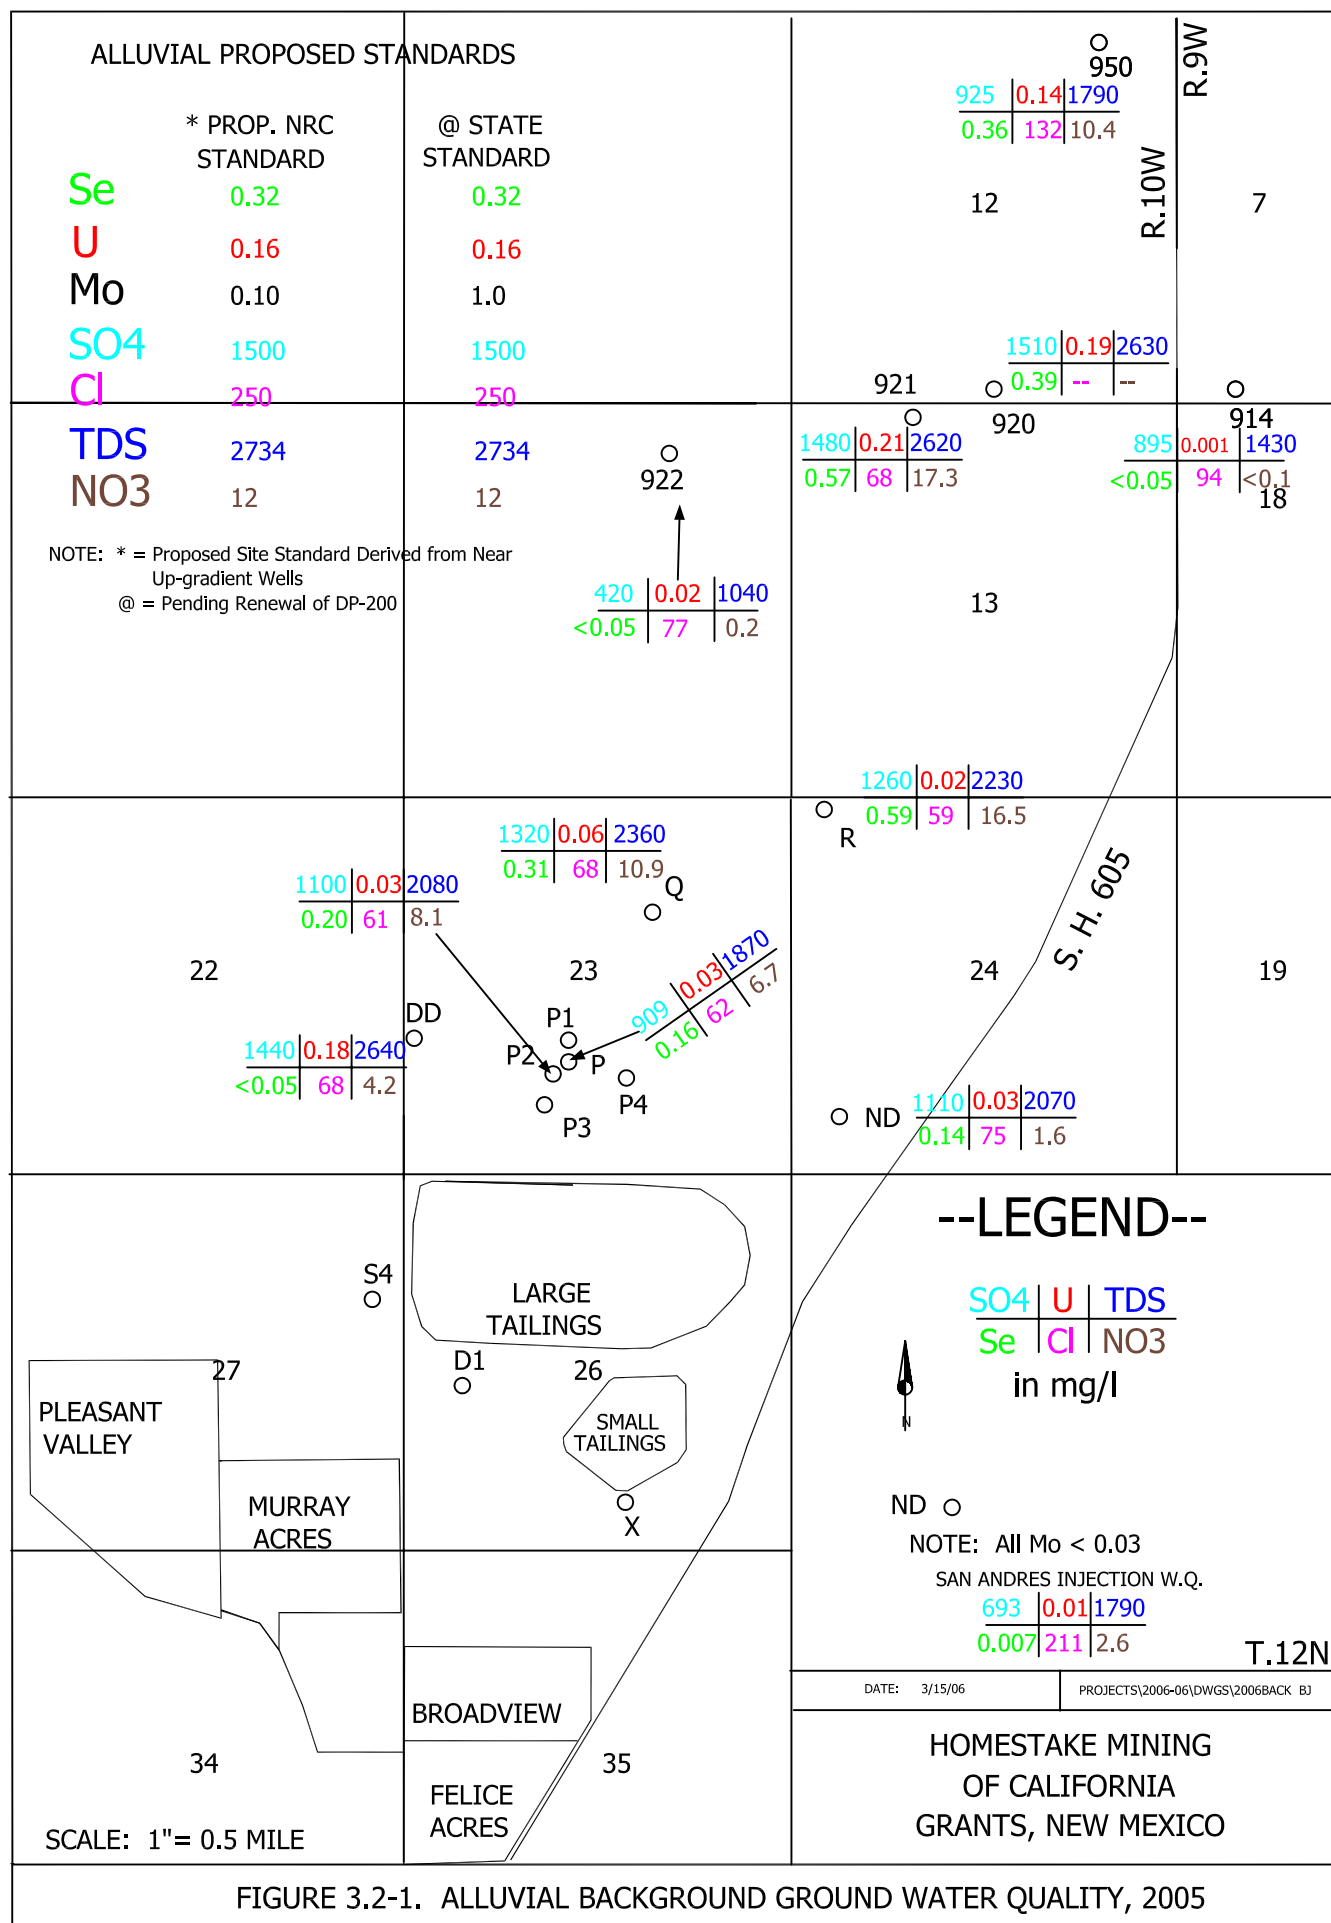 ALLUVIAL PROPOSED STANDARDS
* PROP. NRC STANDARD
@ STATE STANDARD
Se 0.32 0.32
U 0.16 0.16
Mo 0.10 1.0
SO4 1500 1500
Cl 250 250
TDS 2734 2734
NO3 12 12
NOTE: * = Proposed Site Standard Derived from Near
Up-gradient Wells
@ = Pending Renewal of DP-200
950
925 0.14 1790
0.36 132 10.4
R.9W
R.10W
12
7
1510 0.19 2630
0.39 -- --
921
920
914
1480 0.21 2620
0.57 68 17.3
895 0.001 1430
<0.05 94 <0.1
18
922
420 0.02 1040
<0.05 77 0.2
13
1260 0.02 2230
0.59 59 16.5
R
1320 0.06 2360
0.31 68 10.9
Q
1100 0.03 2080
0.20 61 8.1
S. H. 605
22
23
24
19
909 0.03 1870
0.16 62 6.7
DD
P1
P2
P
P4
P3
1440 0.18 2640
<0.05 68 4.2
ND
1110 0.03 2070
0.14 75 1.6
--LEGEND--
SO4 U TDS
Se Cl NO3
in mg/l
N
S4
LARGE
TAILINGS
D1
26
27
PLEASANT
VALLEY
SMALL
TAILINGS
X
MURRAY
ACRES
ND
NOTE: All Mo < 0.03
SAN ANDRES INJECTION W.Q.
693 0.01 1790
0.007 211 2.6
T.12N
DATE: 3/15/06
PROJECTS\2006-06\DWGS\2006BACK BJ
BROADVIEW
34
35
FELICE
ACRES
HOMESTAKE MINING
OF CALIFORNIA
GRANTS, NEW MEXICO
SCALE: 1"= 0.5 MILE
FIGURE 3.2-1. ALLUVIAL BACKGROUND GROUND WATER QUALITY, 2005